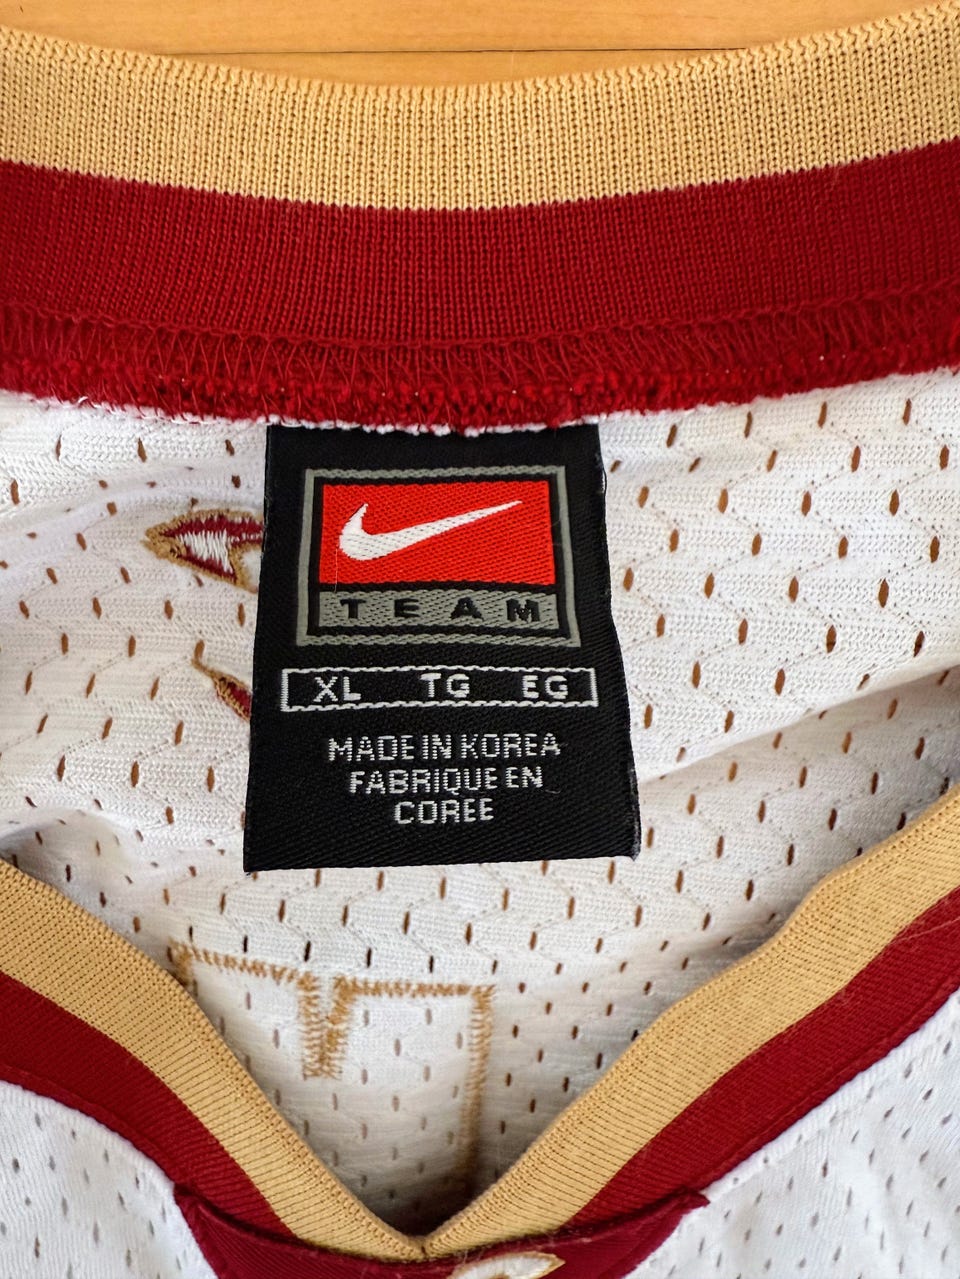 TEAM
XL TG EG
MADE IN KOREA
FABRIQUE EN
COREE